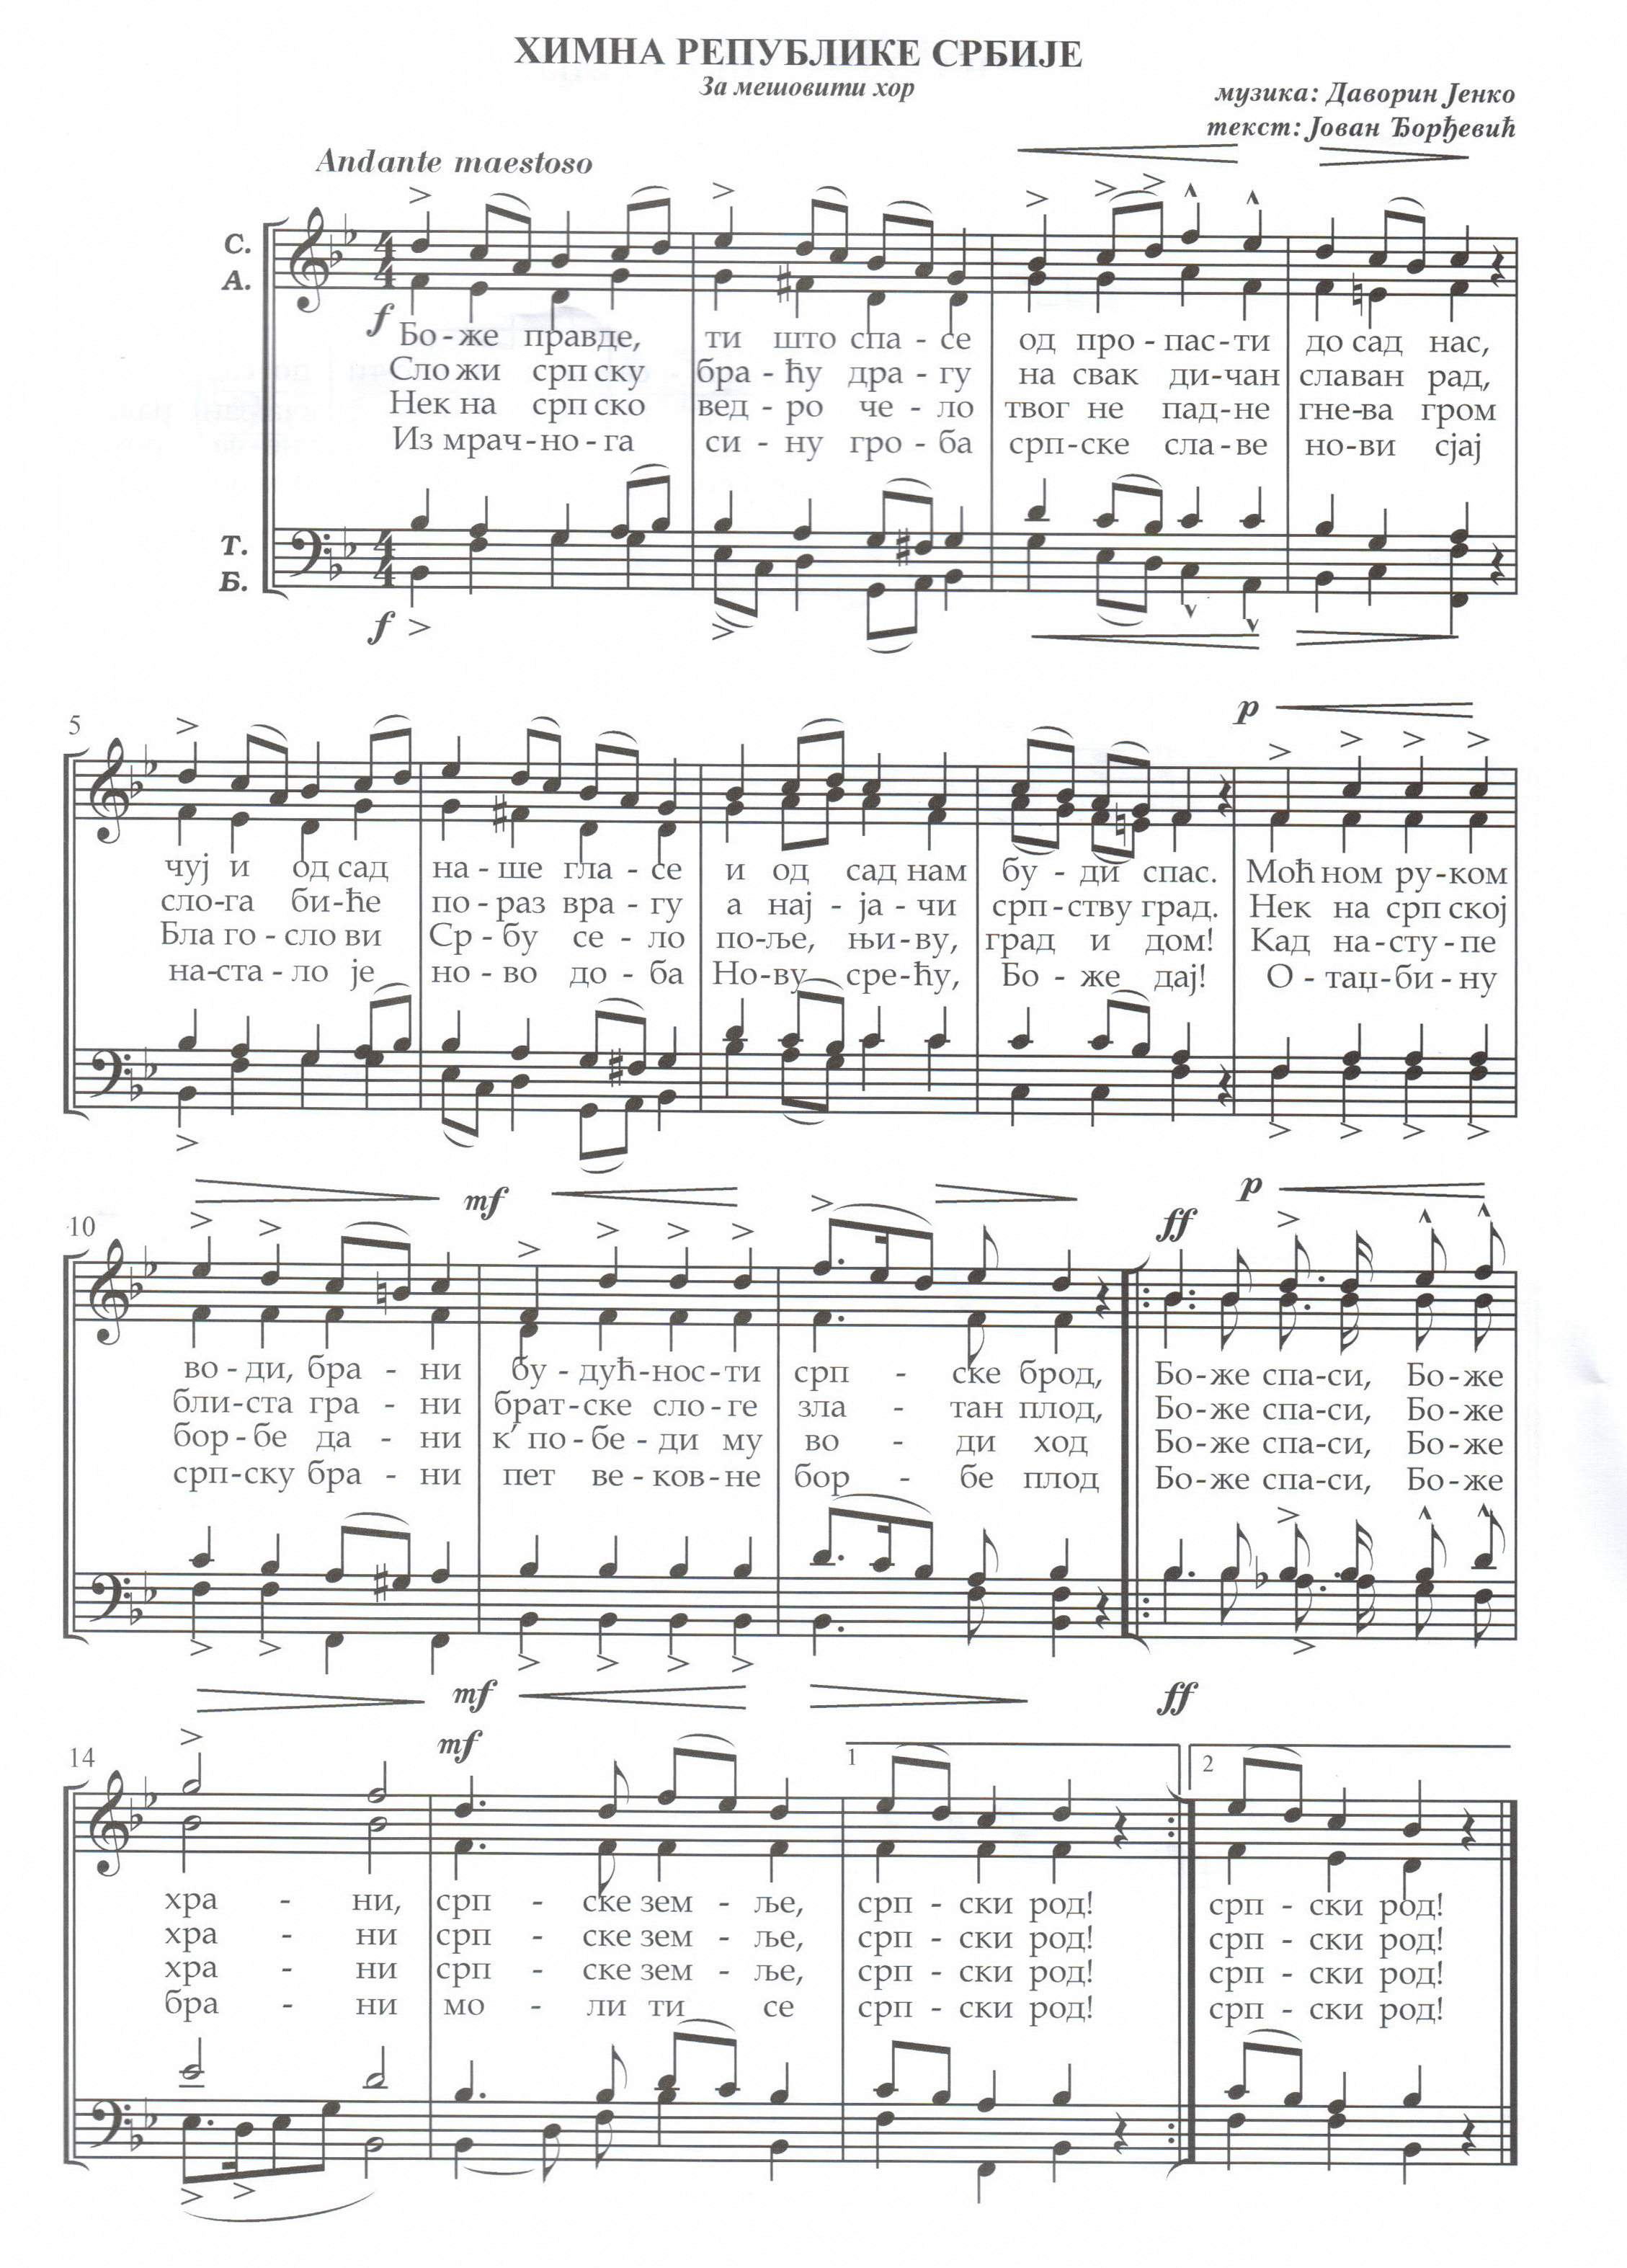 ХИМНА РЕПУБЛИКЕ СРБИЈЕ
За мешовити хор
музика: Даворин Јенко
текст: Јован Ђорђевић
Andante maestoso
С.
А.
f
Бо-же правде, ти што спа-се од про-пас-ти до сад нас,
Сло жи срп ску бра-ћу дра-гу на свак ди-чан славан рад,
Нек на срп ско вед-ро че-ло твог не пад-не гне-ва гром
Из мрач-но-га си-ну гро-ба срп-ске сла-ве но-ви сјај
Т.
Б.
f
p
5
чуј и од сад на-ше гла-се и од сад нам бу-ди спас. Моћ ном ру-ком
сло-га би-ће по-раз вра-гу а нај-ја-чи срп-ству град. Нек на срп ској
Бла го-сло ви Ср-бу се-ло по-ље, њи-ву, град и дом! Кад на-сту-пе
на-ста-ло је но-во до-ба Но-ву сре-ћу, Бо-же дај! О-таџ-би-ну
mf p
10 ff
во-ди, бра-ни бу-дућ-нос-ти срп-ске брод, Бо-же спа-си, Бо-же
бли-ста гра-ни брат-ске сло-ге зла-тан плод, Бо-же спа-си, Бо-же
бор-бе да-ни к’ по-бе-ди му во-ди ход Бо-же спа-си, Бо-же
срп-ску бра-ни пет ве-ков-не бор-бе плод Бо-же спа-си, Бо-же
mf ff
14 mf 1 2
хра-ни, срп-ске зем-ље, срп-ски род! срп-ски род!
хра-ни срп-ске зем-ље, срп-ски род! срп-ски род!
хра-ни срп-ске зем-ље, срп-ски род! срп-ски род!
бра-ни мо-ли ти се срп-ски род! срп-ски род!